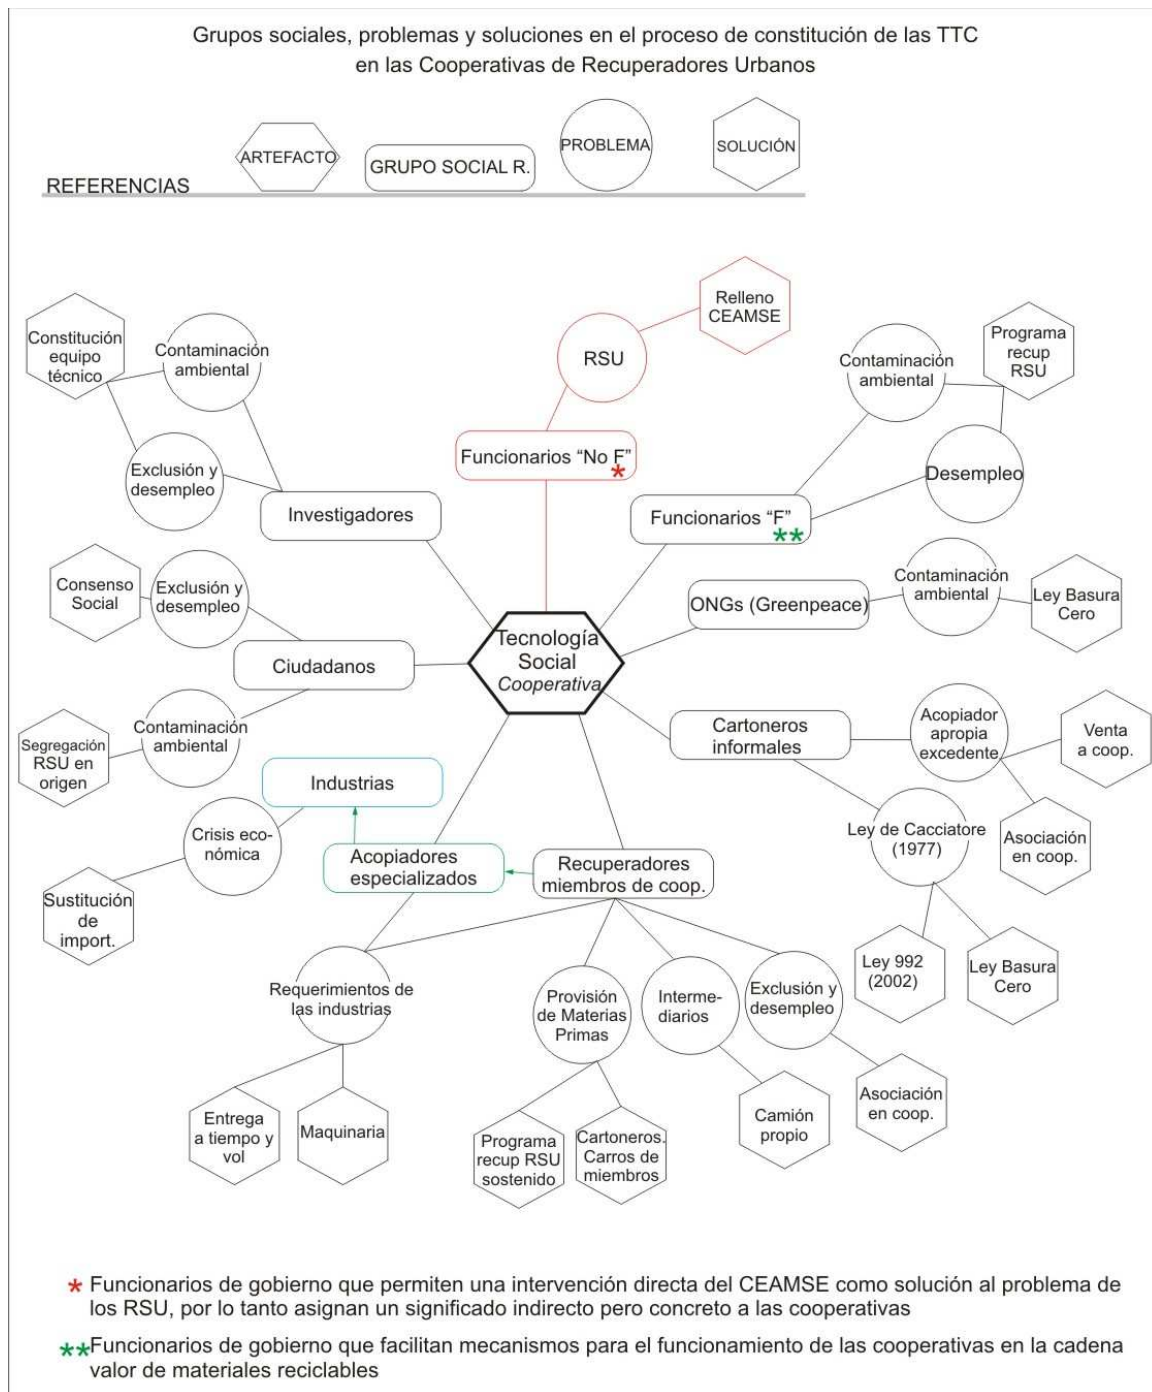 Grupos sociales, problemas y soluciones en el proceso de constitución de las TTC
en las Cooperativas de Recuperadores Urbanos
ARTEFACTO
GRUPO SOCIAL R.
PROBLEMA
SOLUCIÓN
REFERENCIAS
Relleno
CEAMSE
RSU
Funcionarios “No F”
*
Constitución
equipo
técnico
Contaminación
ambiental
Exclusión y
desempleo
Investigadores
Contaminación
ambiental
Programa
recup
RSU
Desempleo
Funcionarios “F”
**
Consenso
Social
Exclusión y
desempleo
Ciudadanos
Contaminación
ambiental
Segregación
RSU en
origen
Tecnología
Social
Cooperativa
ONGs (Greenpeace)
Contaminación
ambiental
Ley Basura
Cero
Cartoneros
informales
Acopiador
apropia
excedente
Venta
a coop.
Asociación
en coop.
Ley de Cacciatore
(1977)
Ley 992
(2002)
Ley Basura
Cero
Industrias
Crisis eco-
nómica
Sustitución
de
import.
Acopiadores
especializados
Recuperadores
miembros de coop.
Requerimientos de
las industrias
Entrega
a tiempo y
vol
Maquinaria
Provisión
de Materias
Primas
Programa
recup RSU
sostenido
Cartoneros.
Carros de
miembros
Interme-
diarios
Camión
propio
Exclusión y
desempleo
Asociación
en coop.
* Funcionarios de gobierno que permiten una intervención directa del CEAMSE como solución al problema de
los RSU, por lo tanto asignan un significado indirecto pero concreto a las cooperativas
**Funcionarios de gobierno que facilitan mecanismos para el funcionamiento de las cooperativas en la cadena
valor de materiales reciclables